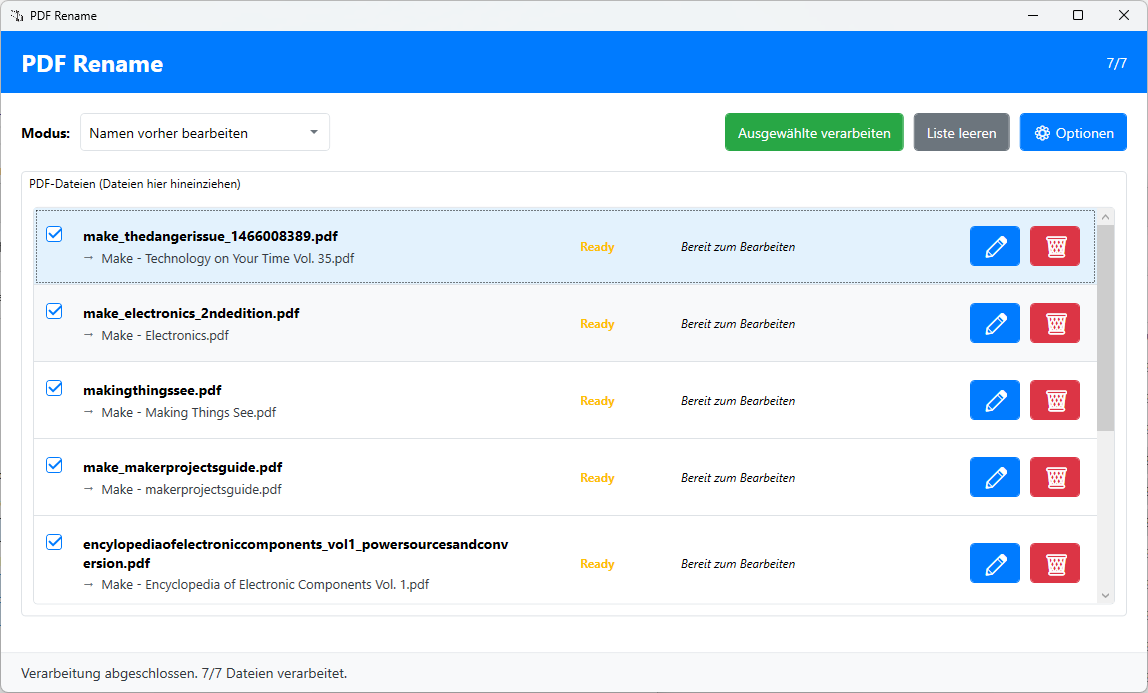 PDF Rename
PDF Rename
7/7
Modus:
Namen vorher bearbeiten
Ausgewählte verarbeiten
Liste leeren
Optionen
PDF-Dateien (Dateien hier hineinziehen)
make_thedangerissue_1466008389.pdf
→ Make - Technology on Your Time Vol. 35.pdf
Ready
Bereit zum Bearbeiten
make_electronics_2ndedition.pdf
→ Make - Electronics.pdf
Ready
Bereit zum Bearbeiten
makingthingssee.pdf
→ Make - Making Things See.pdf
Ready
Bereit zum Bearbeiten
make_makerprojectsguide.pdf
→ Make - makerprojectsguide.pdf
Ready
Bereit zum Bearbeiten
encylopediaofelectroniccomponents_vol1_powersourcesandconv
ersion.pdf
→ Make - Encyclopedia of Electronic Components Vol. 1.pdf
Ready
Bereit zum Bearbeiten
Verarbeitung abgeschlossen. 7/7 Dateien verarbeitet.